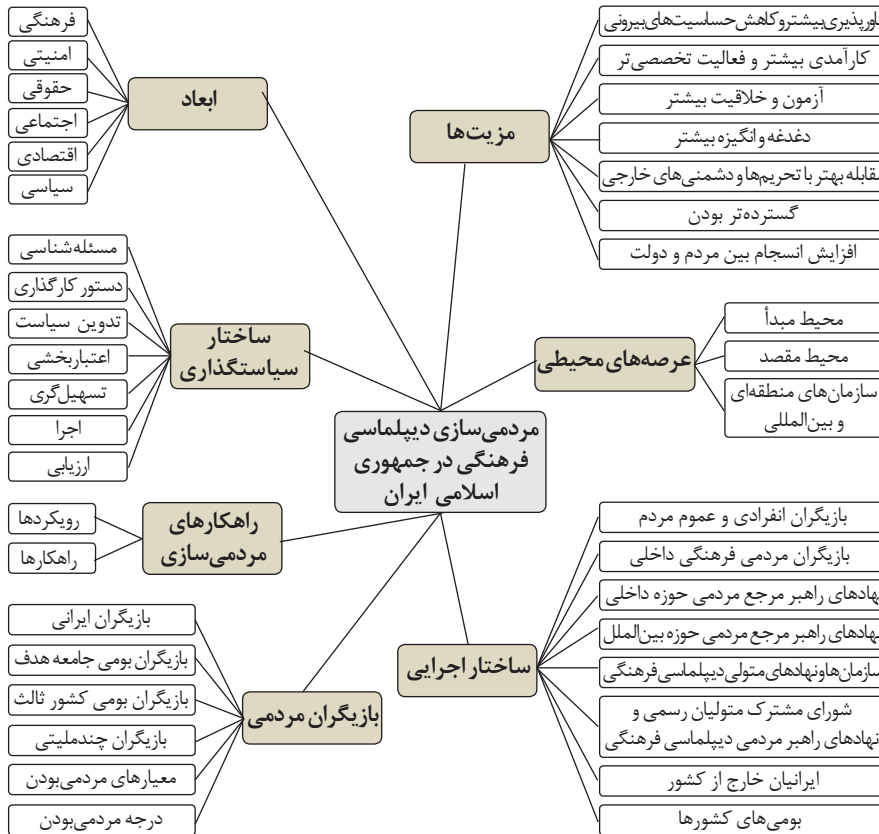 مردمی‌سازی دیپلماسی
فرهنگی در جمهوری
اسلامی ایران
مزیت‌ها
بیشتر و کاهش حساسیت‌های بیرونی
کارآمدی بیشتر و فعالیت تخصصی‌تر
آزمون و خلاقیت بیشتر
دغدغه و انگیزه بیشتر
بهتر با تحریم‌ها و دشمنی‌های خارجی
گسترده‌تر بودن
افزایش انسجام بین مردم و دولت
عرصه‌های محیطی
محیط مبدأ
محیط مقصد
سازمان‌های منطقه‌ای
و بین‌المللی
ساختار اجرایی
بازیگران انفرادی و عموم مردم
بازیگران مردمی فرهنگی داخلی
راهبر مرجع مردمی حوزه داخلی
راهبر مرجع مردمی حوزه بین‌الملل
و نهادهای متولی دیپلماسی فرهنگی
شورای مشترک متولیان رسمی و
راهبر مردمی دیپلماسی فرهنگی
ایرانیان خارج از کشور
بومی‌های کشورها
ابعاد
فرهنگی
امنیتی
حقوقی
اجتماعی
اقتصادی
سیاسی
ساختار
سیاستگذاری
مسئله‌شناسی
دستور کارگذاری
تدوین سیاست
اعتباربخشی
تسهیل‌گری
اجرا
ارزیابی
راهکارهای
مردمی‌سازی
رویکردها
راهکارها
بازیگران مردمی
بازیگران ایرانی
بازیگران بومی جامعه هدف
بازیگران بومی کشور ثالث
بازیگران چندملیتی
معیارهای مردمی‌بودن
درجه مردمی‌بودن